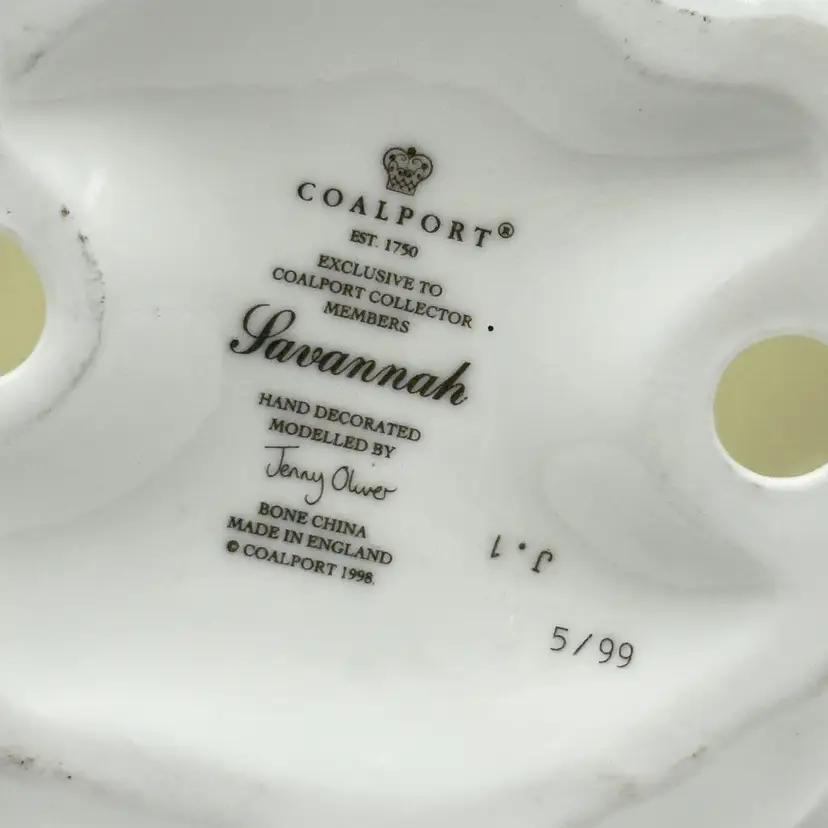 COALPORT®
EST. 1750
EXCLUSIVE TO
COALPORT COLLECTOR
MEMBERS
Savannah
HAND DECORATED
MODELLED BY
Jenny Oliver
BONE CHINA
MADE IN ENGLAND
© COALPORT 1998.
5/99